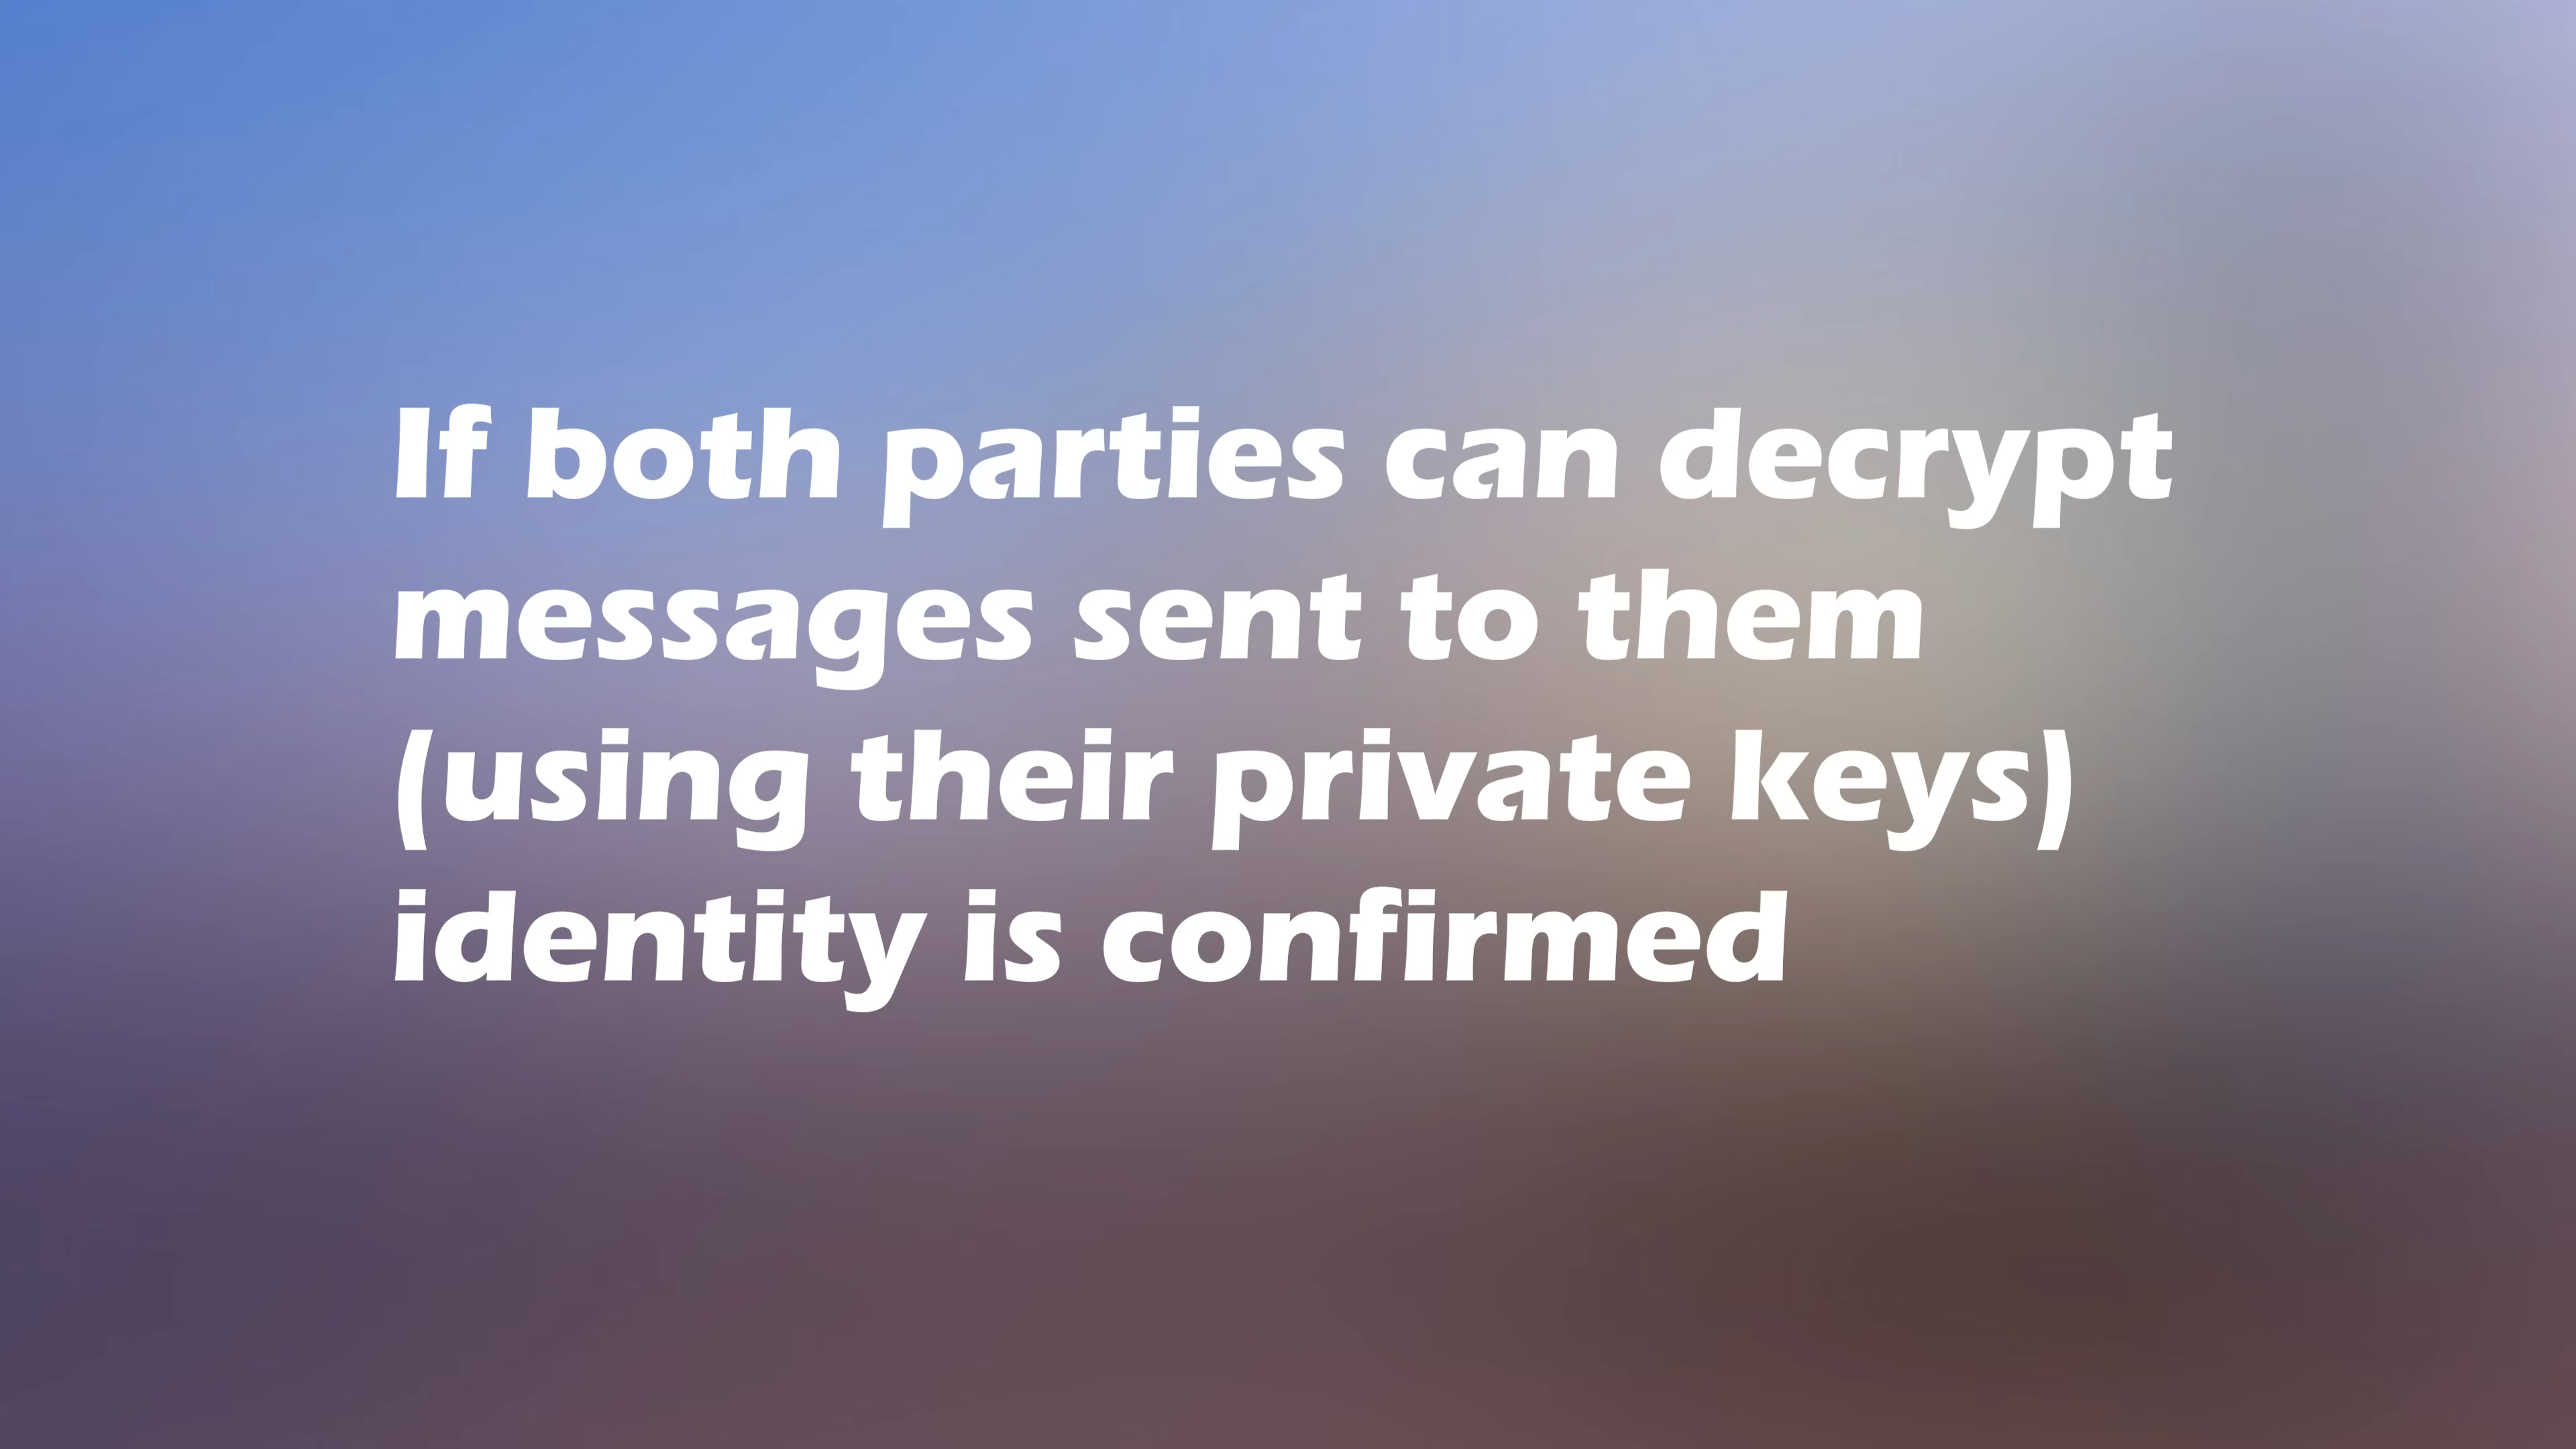 If both parties can decrypt
messages sent to them
(using their private keys)
identity is confirmed